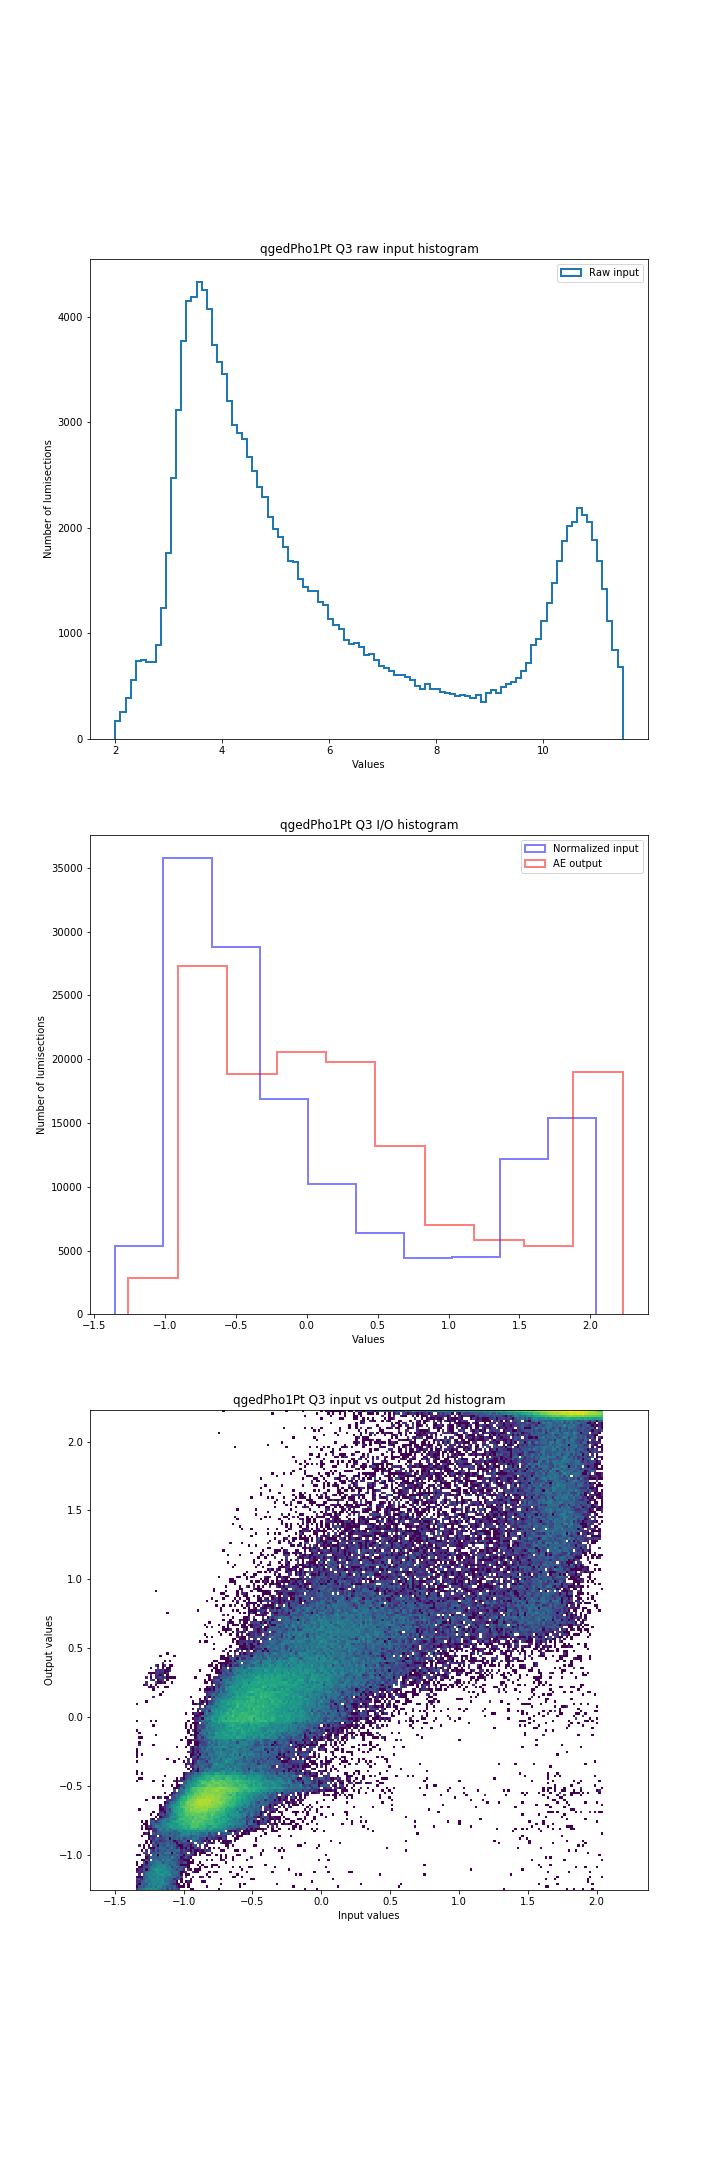 qgedPho1Pt Q3 raw input histogram
Raw input
4000
3000
2000
1000
0
Number of lumisections
2 4 6 8 10
Values
qgedPho1Pt Q3 I/O histogram
Normalized input
AE output
35000
30000
25000
20000
15000
10000
5000
0
Number of lumisections
−1.5 −1.0 −0.5 0.0 0.5 1.0 1.5 2.0
Values
qgedPho1Pt Q3 input vs output 2d histogram
2.0
1.5
1.0
0.5
0.0
−0.5
−1.0
Output values
−1.5 −1.0 −0.5 0.0 0.5 1.0 1.5 2.0
Input values